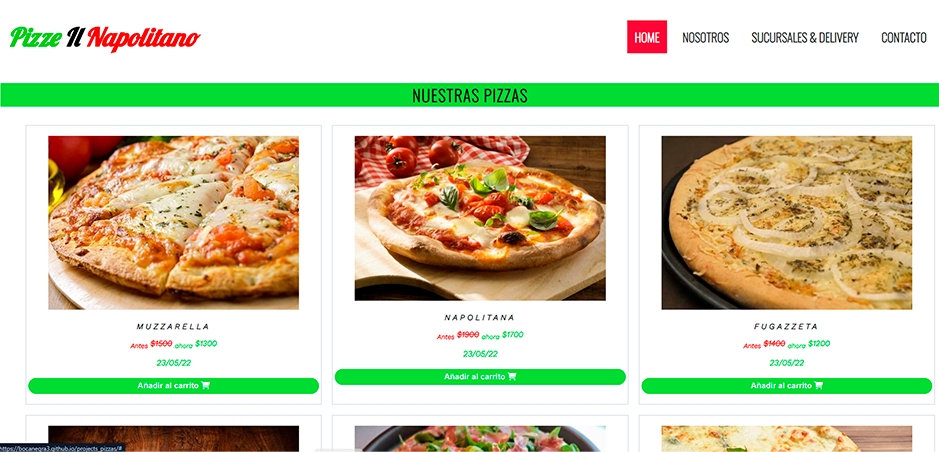 Pizze Il Napolitano
HOME NOSOTROS SUCURSALES & DELIVERY CONTACTO
NUESTRAS PIZZAS
MUZZARELLA
Antes $1500 ahora $1300
23/05/22
Añadir al carrito
NAPOLITANA
Antes $1900 ahora $1700
23/05/22
Añadir al carrito
FUGAZZETA
Antes $1400 ahora $1200
23/05/22
Añadir al carrito
https://bocanegra3.github.io/projects_pizzas/#